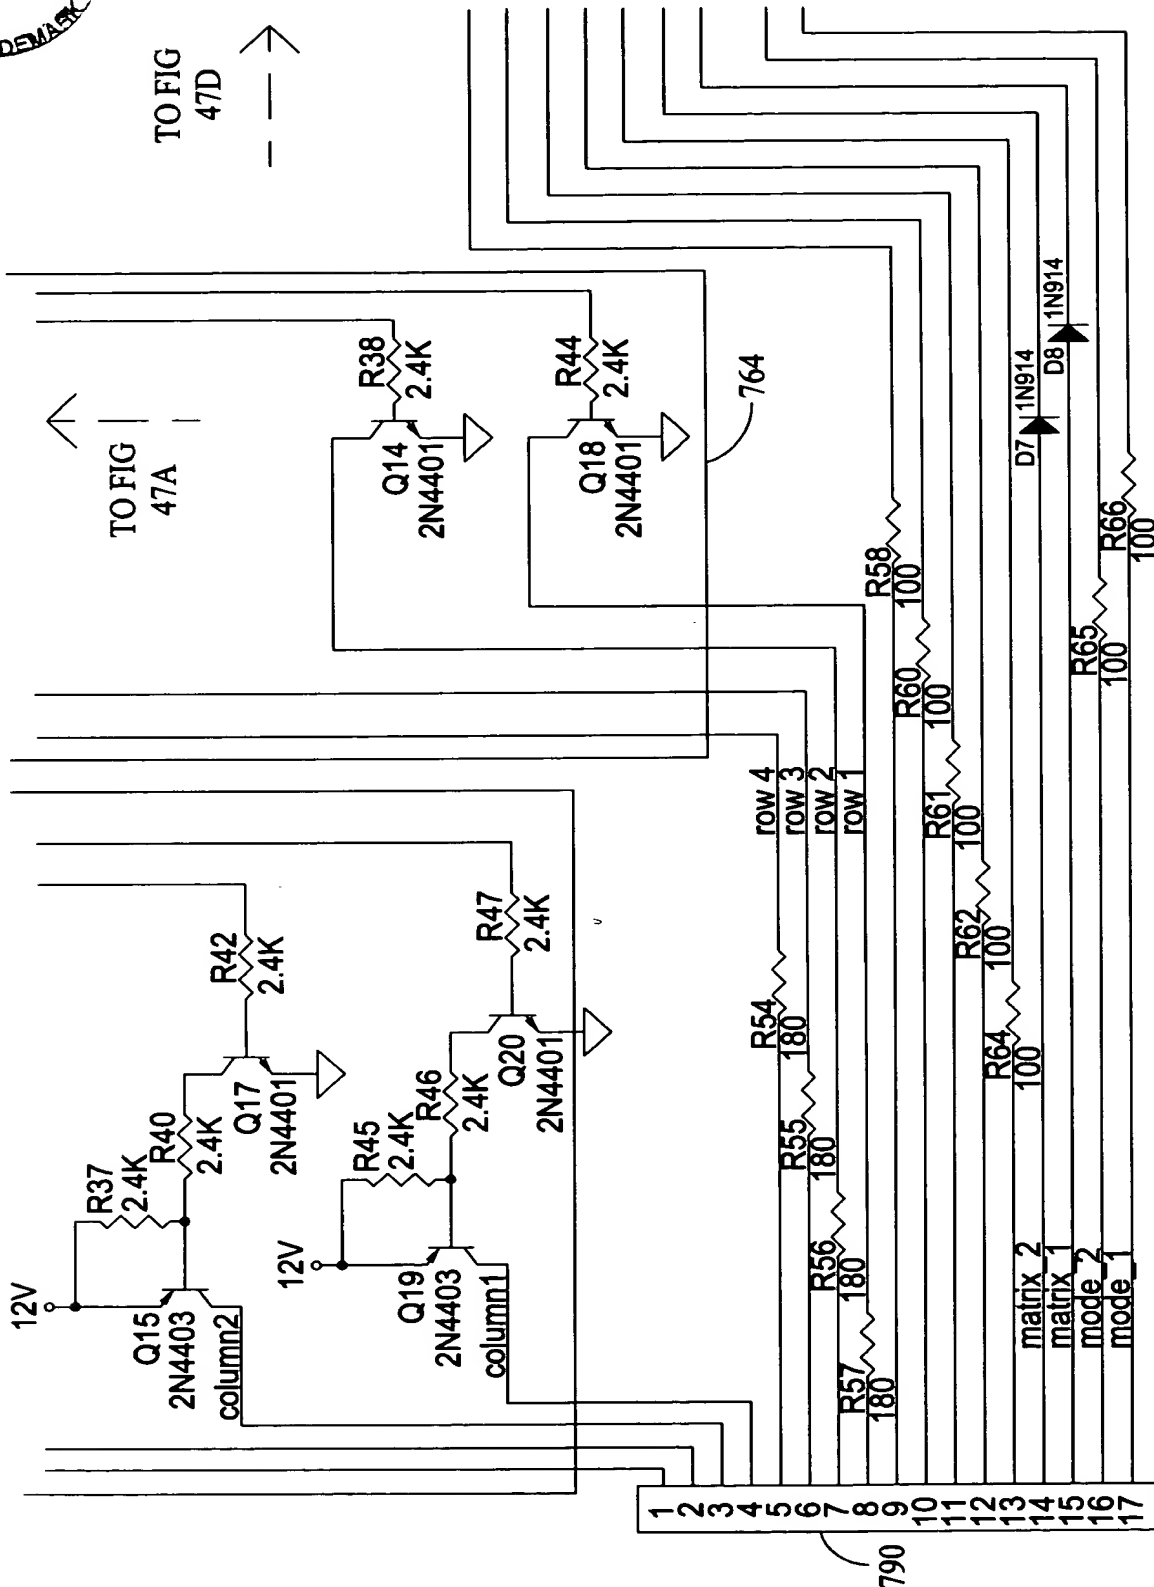 DEMARK
TO FIG
47D
TO FIG
47A
R38
2.4K
Q14
2N4401
R44
2.4K
Q18
2N4401
764
12V
R37
2.4K
R40
2.4K
Q15
2N4403
column2
R42
2.4K
Q17
2N4401
12V
R45
2.4K
R46
2.4K
Q19
2N4403
column1
R47
2.4K
Q20
2N4401
row 4
row 3
row 2
row 1
R54
180
R55
180
R56
180
R57
180
R58
100
R60
100
R61
100
R62
100
R64
100
D7
1N914
D8
1N914
R65
100
R66
100
matrix_2
matrix_1
mode_2
mode_1
1
2
3
4
5
6
7
8
9
10
11
12
13
14
15
16
17
790